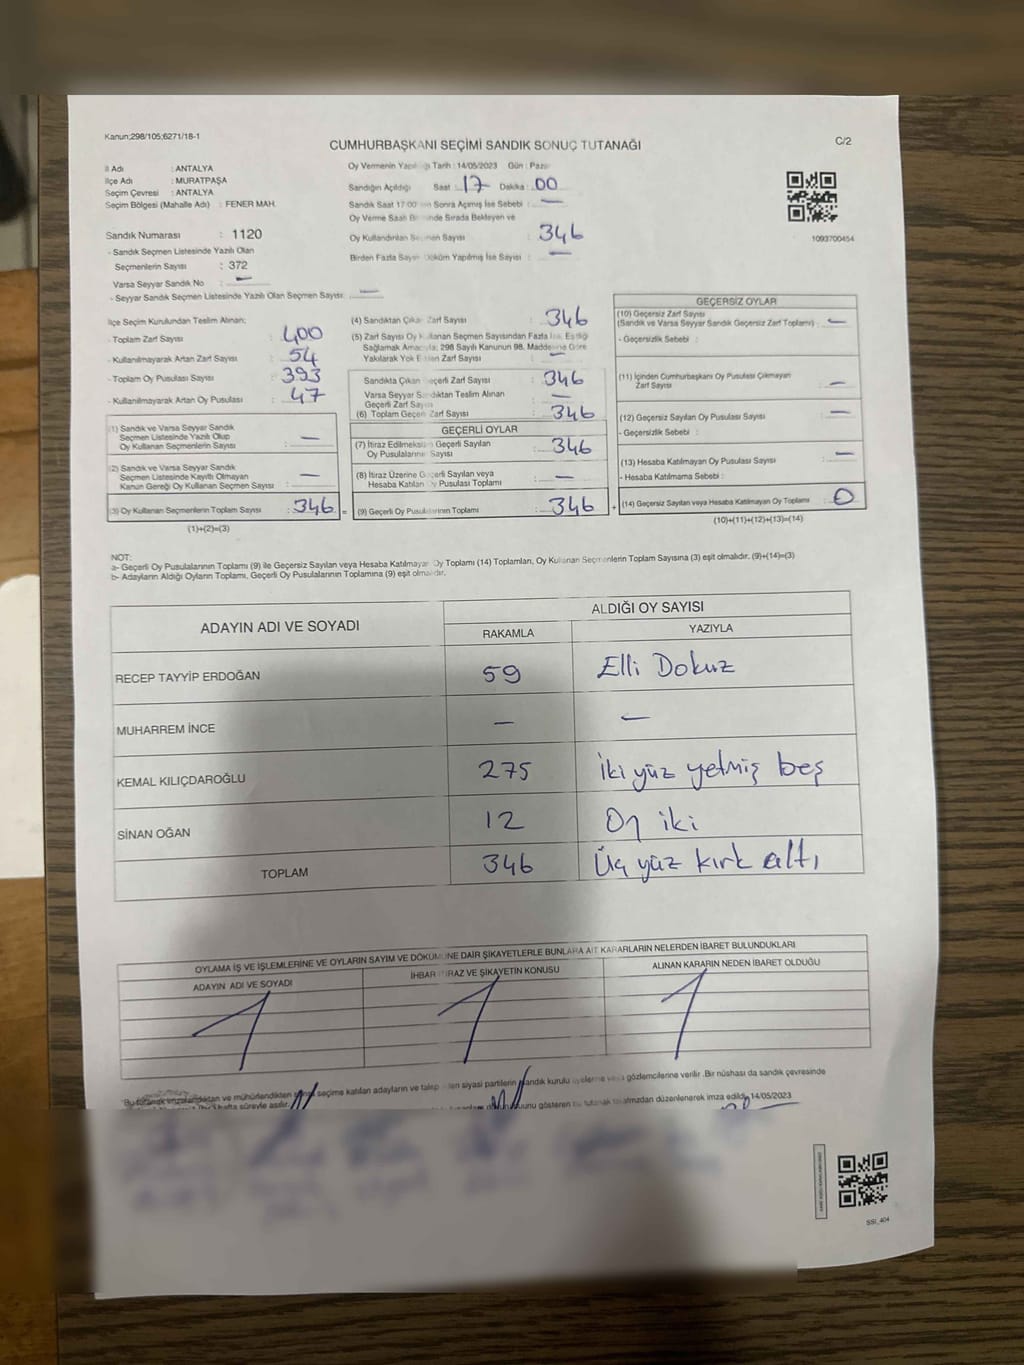 Kanun;298/105;6271/18-1
CUMHURBAŞKANI SEÇİMİ SANDIK SONUÇ TUTANAĞI
C/2
İl Adı : ANTALYA
İlçe Adı : MURATPAŞA
Seçim Çevresi : ANTALYA
Seçim Bölgesi (Mahalle Adı) : FENER MAH.
Sandık Numarası : 1120
- Sandık Seçmen Listesinde Yazılı Olan
Seçmenlerin Sayısı : 372
Varsa Seyyar Sandık No —
- Seyyar Sandık Seçmen Listesinde Yazılı Olan Seçmen Sayısı: —
Oy Vermenin Tarih : 14/05/2023 Gün :
Sandığın Açıldığı Saat 17 Dakika : 00
Sandık Saat 17:00 Sonra Açmış İse Sebebi : —
Oy Verme Saati Sırada Bekleyen ve
Oy Kullandırılan Sayısı : 346
Birden Fazla Sayım Döküm Yapılmış İse Sayısı : —
1093700454
İlçe Seçim Kurulundan Teslim Alınan;
- Toplam Zarf Sayısı : 400
- Kullanılmayarak Artan Zarf Sayısı : 54
- Toplam Oy Pusulası Sayısı : 393
- Kullanılmayarak Artan Oy Pusulası : 47
(1) Sandık ve Varsa Seyyar Sandık
Seçmen Listesinde Yazılı Olup
Oy Kullanan Seçmenlerin Sayısı : —
(2) Sandık ve Varsa Seyyar Sandık
Seçmen Listesinde Kayıtlı Olmayan
Kanun Gereği Oy Kullanan Seçmen Sayısı : —
(3) Oy Kullanan Seçmenlerin Toplam Sayısı : 346 =
(1)+(2)=(3)
(4) Sandıktan Çıkan Zarf Sayısı : 346
(5) Zarf Sayısı Oy Kullanan Seçmen Sayısından Fazla İse, Eşitliği
Sağlamak Amacıyla; 298 Sayılı Kanunun 98. Maddesine Göre
Yakılarak Yok Edilen Zarf Sayısı : —
Sandıkta Çıkan Geçerli Zarf Sayısı : 346
Varsa Seyyar Sandıktan Teslim Alınan
Geçerli Zarf Sayısı : —
(6) Toplam Geçerli Zarf Sayısı : 346
GEÇERLİ OYLAR
(7) İtiraz Edilmeksizin Geçerli Sayılan
Oy Pusulalarının Sayısı : 346
(8) İtiraz Üzerine Geçerli Sayılan veya
Hesaba Katılan Oy Pusulası Toplamı : —
(9) Geçerli Oy Pusulalarının Toplamı : 346 +
GEÇERSİZ OYLAR
(10) Geçersiz Zarf Sayısı
(Sandık ve Varsa Seyyar Sandık Geçersiz Zarf Toplamı) : —
- Geçersizlik Sebebi :
(11) İçinden Cumhurbaşkanı Oy Pusulası Çıkmayan
Zarf Sayısı : —
(12) Geçersiz Sayılan Oy Pusulası Sayısı : —
- Geçersizlik Sebebi :
(13) Hesaba Katılmayan Oy Pusulası Sayısı : —
- Hesaba Katılmama Sebebi :
(14) Geçersiz Sayılan veya Hesaba Katılmayan Oy Toplamı : 0
(10)+(11)+(12)+(13)=(14)
NOT:
a- Geçerli Oy Pusulalarının Toplamı (9) ile Geçersiz Sayılan veya Hesaba Katılmayan Oy Toplamı (14) Toplamları, Oy Kullanan Seçmenlerin Toplam Sayısına (3) eşit olmalıdır. (9)+(14)=(3)
b- Adayların Aldığı Oyların Toplamı, Geçerli Oy Pusulalarının Toplamına (9) eşit olmalıdır.
ADAYIN ADI VE SOYADI
ALDIĞI OY SAYISI
RAKAMLA YAZIYLA
RECEP TAYYİP ERDOĞAN 59 Elli Dokuz
MUHARREM İNCE — —
KEMAL KILIÇDAROĞLU 275 İki yüz yetmiş beş
SİNAN OĞAN 12 On iki
TOPLAM 346 Üç yüz kırk altı
OYLAMA İŞ VE İŞLEMLERİNE VE OYLARIN SAYIM VE DÖKÜMÜNE DAİR ŞİKAYETLERLE BUNLARA AİT KARARLARIN NELERDEN İBARET BULUNDUKLARI
ADAYIN ADI VE SOYADI
İHBAR İTİRAZ VE ŞİKAYETİN KONUSU
ALINAN KARARIN NEDEN İBARET OLDUĞU
Bu tutanak imzalandıktan ve mühürlendikten seçime katılan adayların ve talep eden siyasi partilerin sandık kurulu üyelerine veya gözlemcilerine verilir .Bir nüshası da sandık çevresinde
hafta süreyle asılır. gösteren tutanak tarafımızdan düzenlenerek imza edildi. 14/05/2023
SSI_404